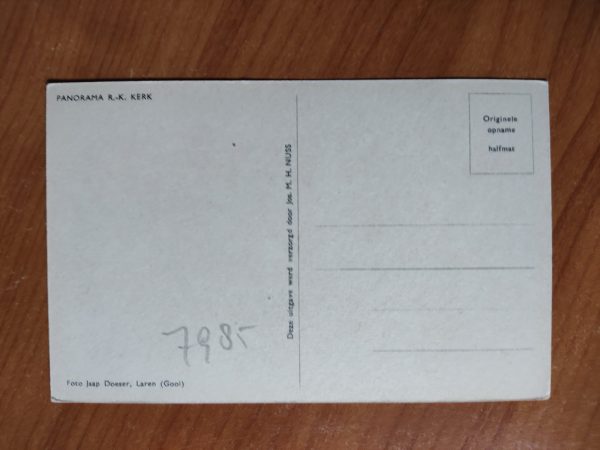 PANORAMA R.-K. KERK
Originele
opname
halfmat
Deze uitgave werd verzorgd door Jos. M. H. NUSS
7985-
Foto Jaap Doeser, Laren (Gooi)